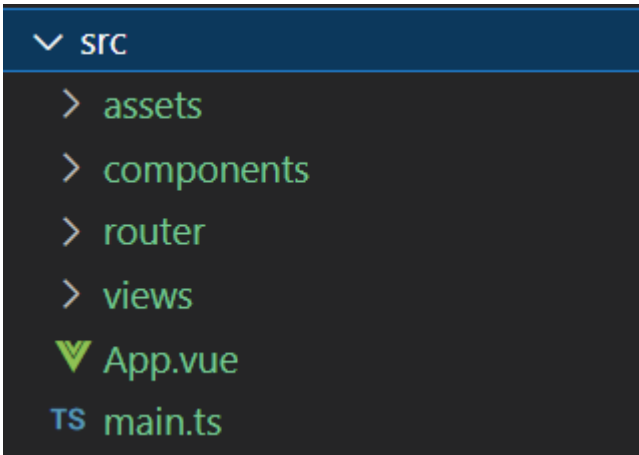 src
assets
components
router
views
App.vue
TS main.ts